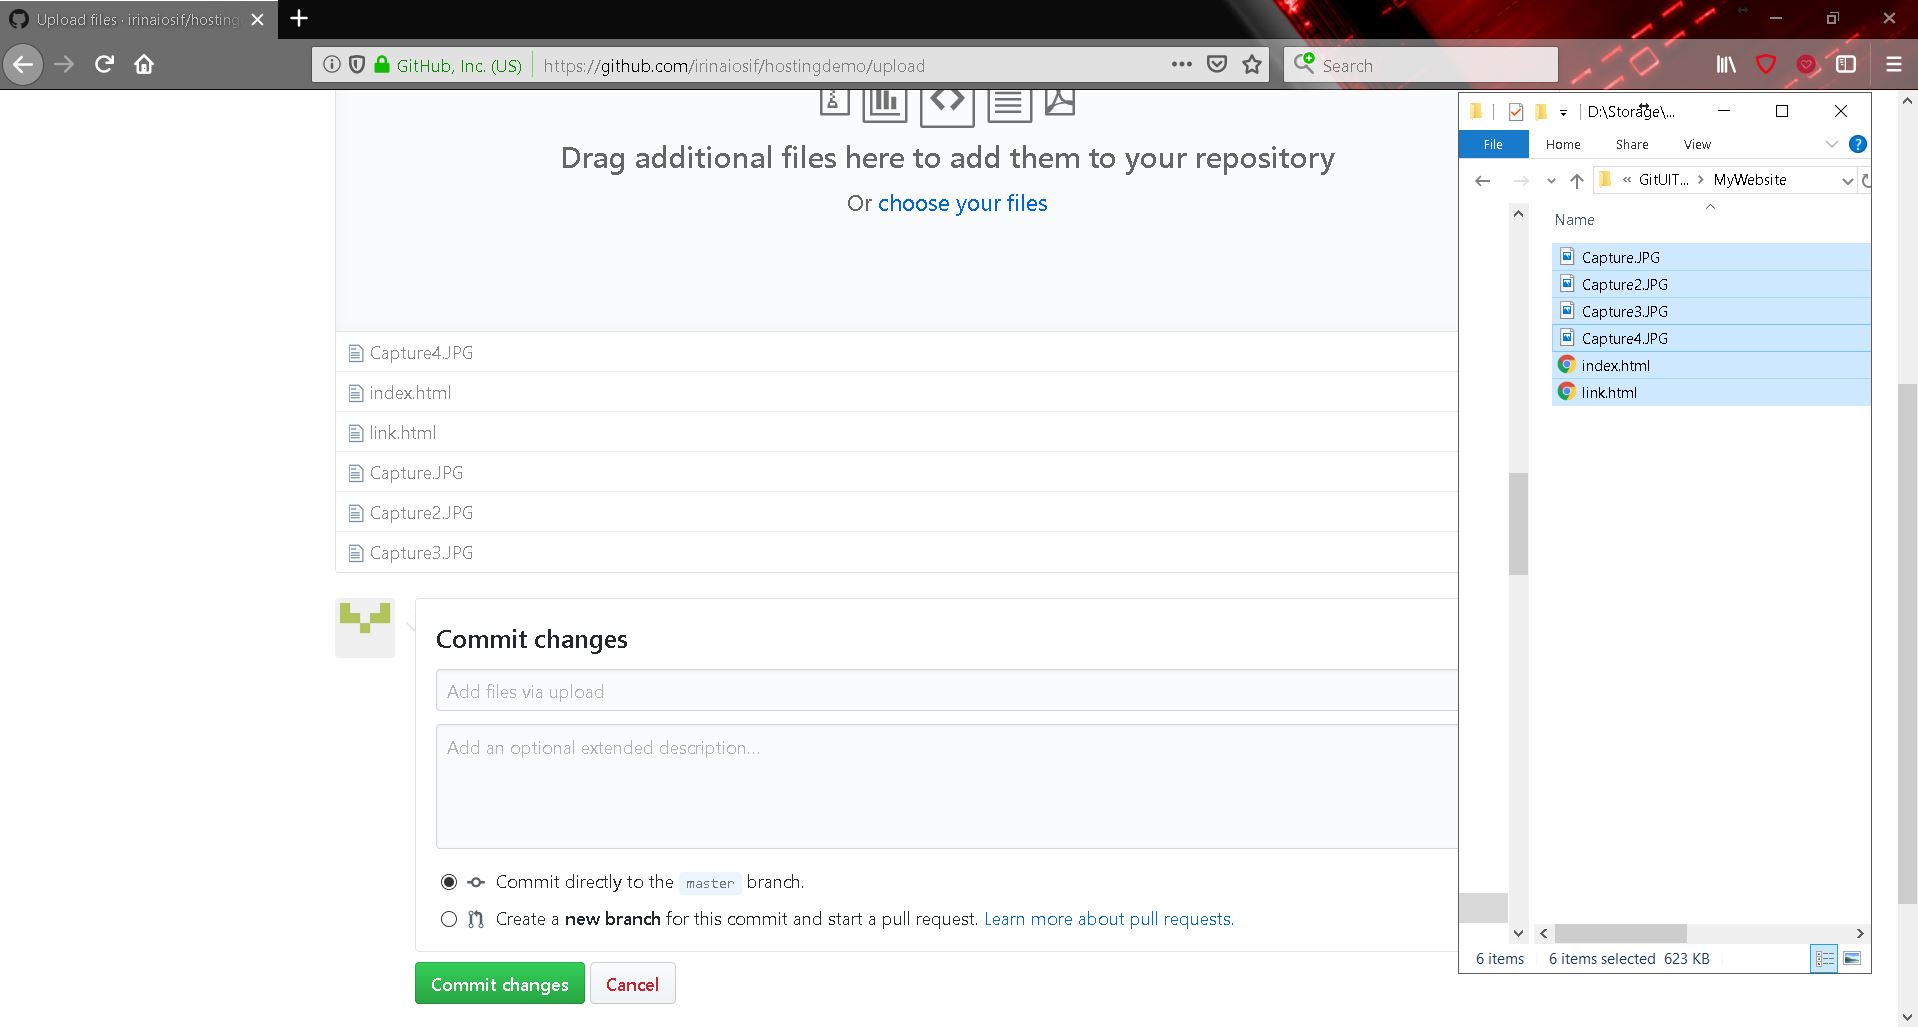 Upload files · irinaiosif/hosting
GitHub, Inc. (US)
https://github.com/irinaiosif/hostingdemo/upload
Search
Drag additional files here to add them to your repository
Or choose your files
Capture4.JPG
index.html
link.html
Capture.JPG
Capture2.JPG
Capture3.JPG
Commit changes
Add files via upload
Add an optional extended description...
Commit directly to the master branch.
Create a new branch for this commit and start a pull request. Learn more about pull requests.
Commit changes
Cancel
D:\Storage\...
File
Home
Share
View
« GitUIT... > MyWebsite
Name
Capture.JPG
Capture2.JPG
Capture3.JPG
Capture4.JPG
index.html
link.html
6 items
6 items selected 623 KB